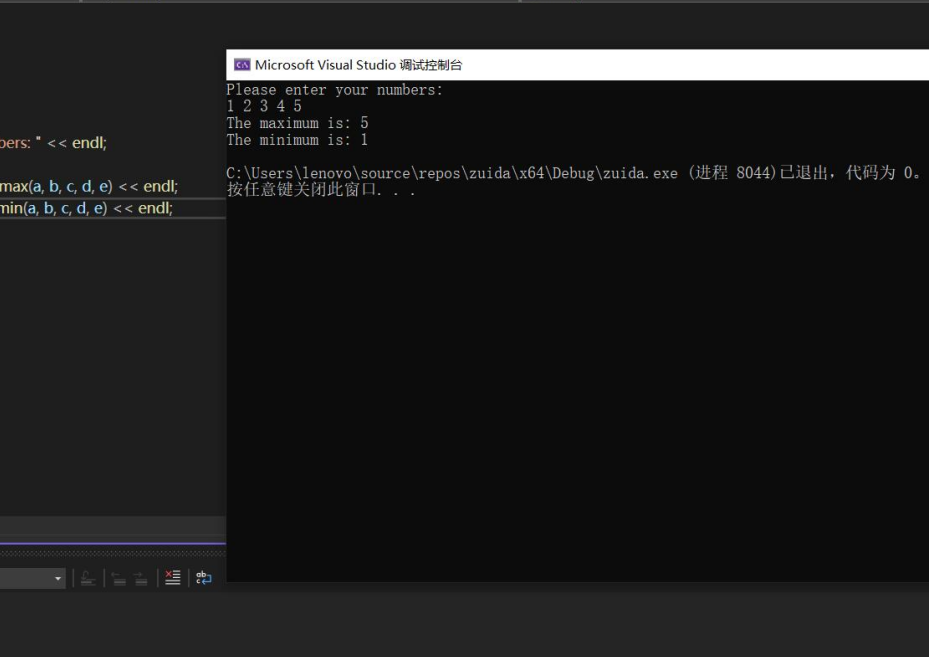 Microsoft Visual Studio 调试控制台
Please enter your numbers:
1 2 3 4 5
The maximum is: 5
The minimum is: 1
C:\Users\lenovo\source\repos\zuida\x64\Debug\zuida.exe (进程 8044)已退出，代码为 0。
按任意键关闭此窗口. . .
bers: " << endl;
max(a, b, c, d, e) << endl;
min(a, b, c, d, e) << endl;